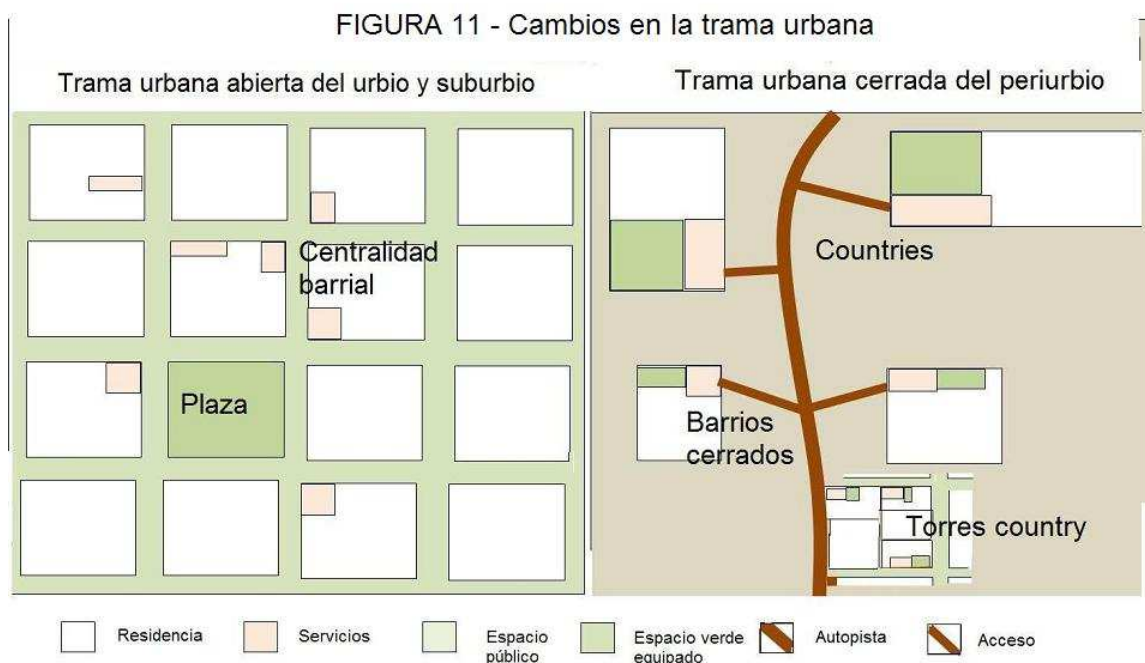 FIGURA 11 - Cambios en la trama urbana
Trama urbana abierta del urbio y suburbio
Trama urbana cerrada del periurbio
Centralidad
barrial
Plaza
Countries
Barrios
cerrados
Torres country
Residencia
Servicios
Espacio
público
Espacio verde
equipado
Autopista
Acceso